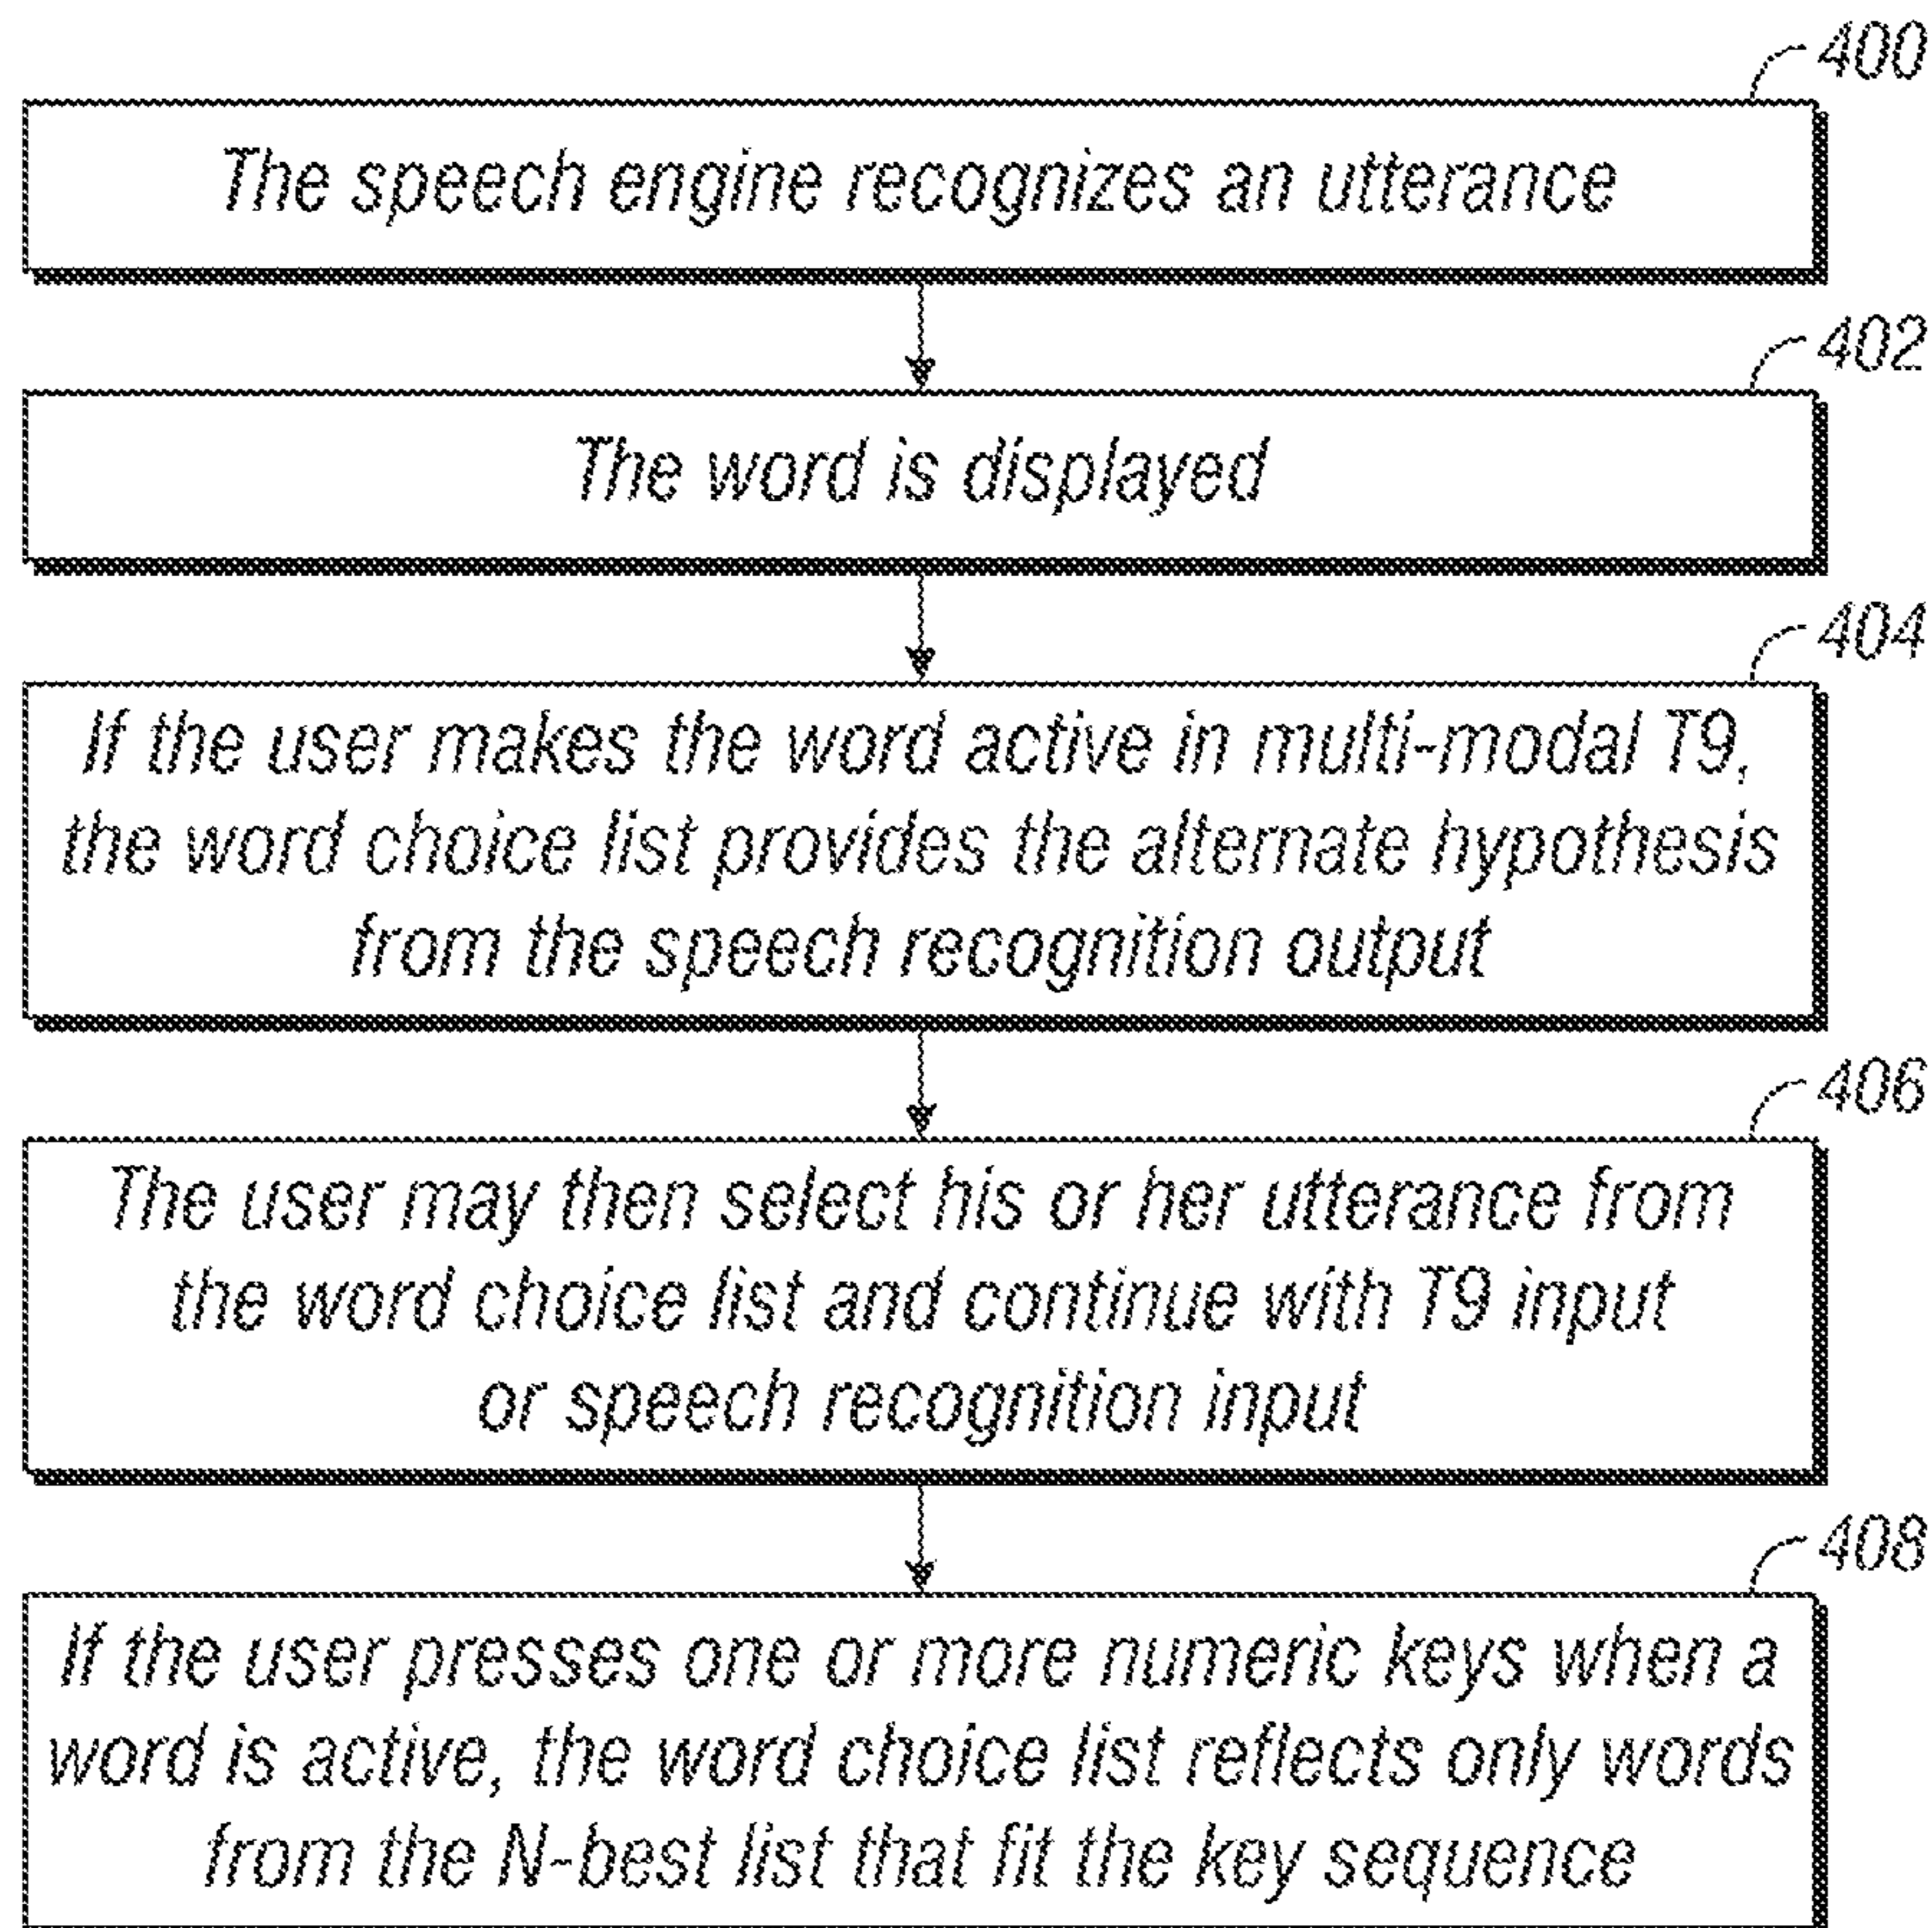 400
The speech engine recognizes an utterance
402
The word is displayed
404
If the user makes the word active in multi-modal T9,
the word choice list provides the alternate hypothesis
from the speech recognition output
406
The user may then select his or her utterance from
the word choice list and continue with T9 input
or speech recognition input
408
If the user presses one or more numeric keys when a
word is active, the word choice list reflects only words
from the N-best list that fit the key sequence